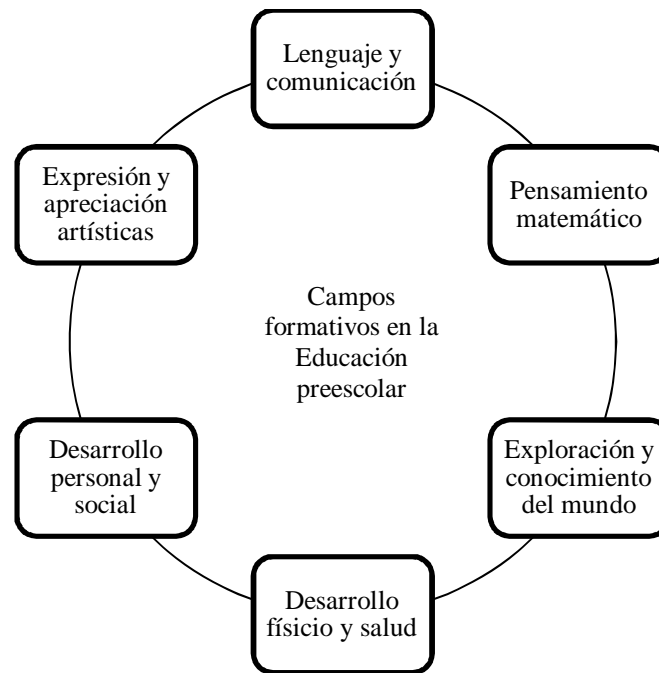 Lenguaje y
comunicación
Pensamiento
matemático
Exploración y
conocimiento
del mundo
Desarrollo
físicio y salud
Desarrollo
personal y
social
Expresión y
apreciación
artísticas
Campos
formativos en la
Educación
preescolar